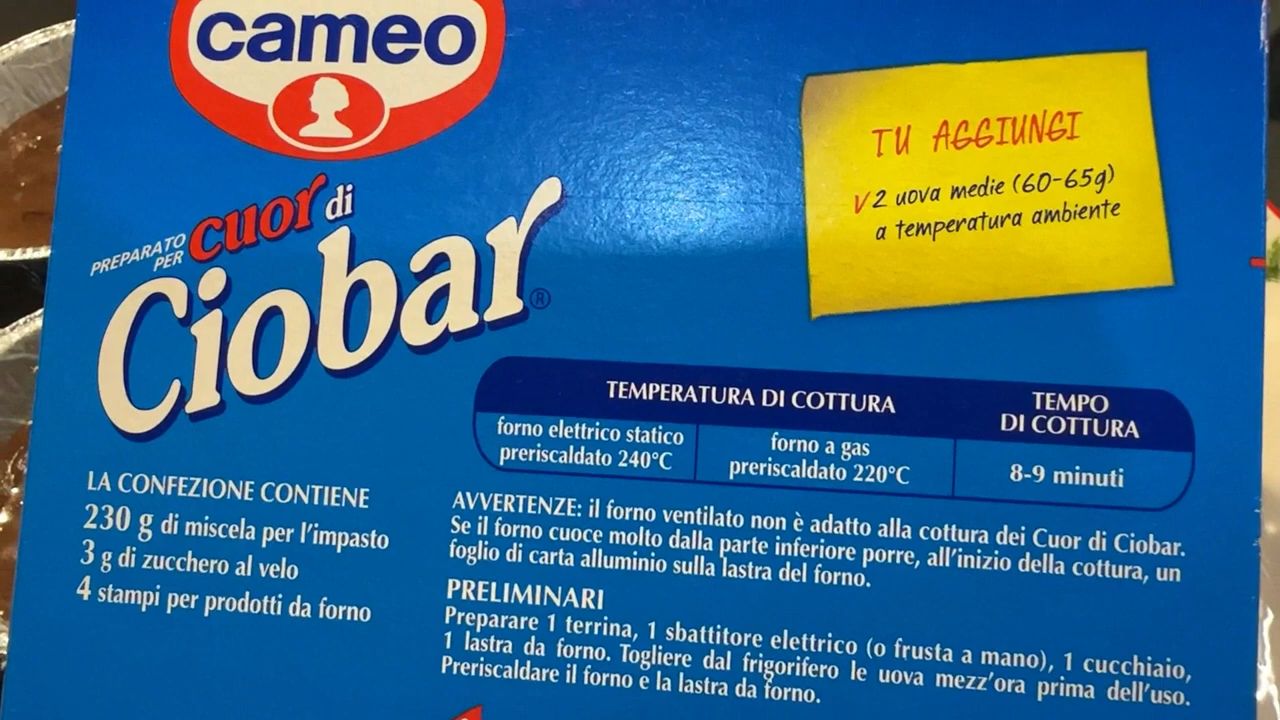 cameo
PREPARATO
PER
cuor di
Ciobar®
TU AGGIUNGI
2 uova medie (60-65g)
a temperatura ambiente
TEMPERATURA DI COTTURA
TEMPO
DI COTTURA
forno elettrico statico
preriscaldato 240°C
forno a gas
preriscaldato 220°C
8-9 minuti
LA CONFEZIONE CONTIENE
230 g di miscela per l'impasto
3 g di zucchero al velo
4 stampi per prodotti da forno
AVVERTENZE: il forno ventilato non è adatto alla cottura dei Cuor di Ciobar.
Se il forno cuoce molto dalla parte inferiore porre, all'inizio della cottura, un
foglio di carta alluminio sulla lastra del forno.
PRELIMINARI
Preparare 1 terrina, 1 sbattitore elettrico (o frusta a mano), 1 cucchiaio,
1 lastra da forno. Togliere dal frigorifero le uova mezz'ora prima dell'uso.
Preriscaldare il forno e la lastra da forno.